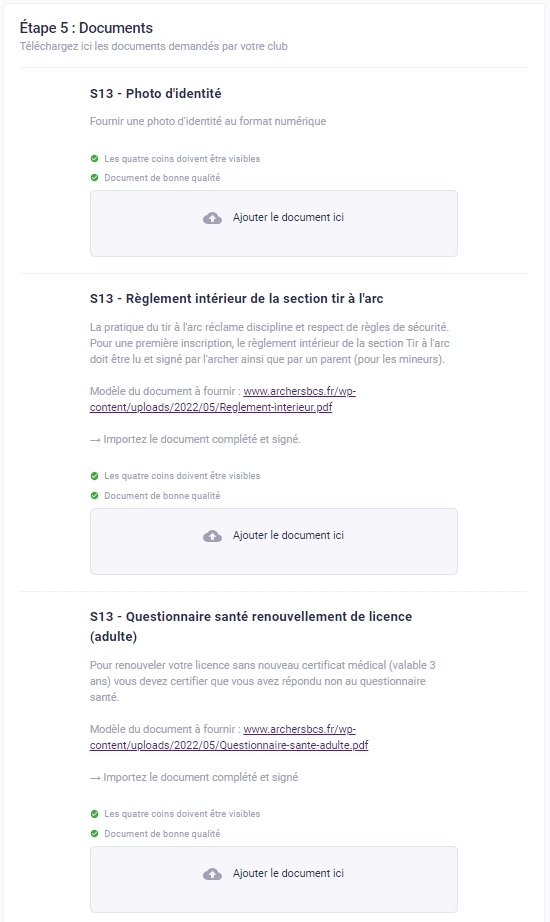 Étape 5 : Documents
Téléchargez ici les documents demandés par votre club
S13 - Photo d'identité
Fournir une photo d'identité au format numérique
Les quatre coins doivent être visibles
Document de bonne qualité
Ajouter le document ici
S13 - Règlement intérieur de la section tir à l'arc
La pratique du tir à l'arc réclame discipline et respect de règles de sécurité.
Pour une première inscription, le règlement intérieur de la section Tir à l'arc
doit être lu et signé par l'archer ainsi que par un parent (pour les mineurs).
Modèle du document à fournir : www.archersbcs.fr/wp-
content/uploads/2022/05/Reglement-interieur.pdf
→ Importez le document complété et signé.
Les quatre coins doivent être visibles
Document de bonne qualité
Ajouter le document ici
S13 - Questionnaire santé renouvellement de licence
(adulte)
Pour renouveler votre licence sans nouveau certificat médical (valable 3
ans) vous devez certifier que vous avez répondu non au questionnaire
santé.
Modèle du document à fournir : www.archersbcs.fr/wp-
content/uploads/2022/05/Questionnaire-sante-adulte.pdf
→ Importez le document complété et signé
Les quatre coins doivent être visibles
Document de bonne qualité
Ajouter le document ici